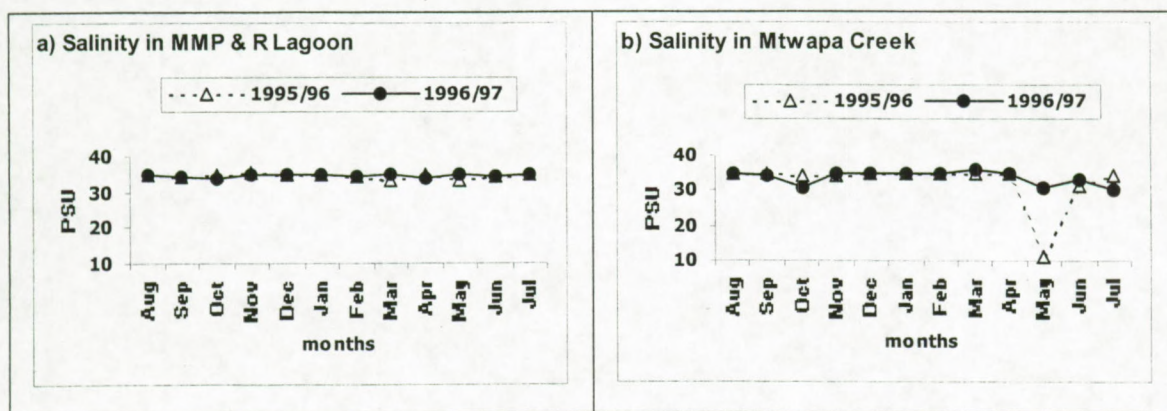 a) Salinity in MMP & R Lagoon
1995/96 1996/97
40
30
20
10
PSU
Aug Sep Oct Nov Dec Jan Feb Mar Apr May Jun Jul
months
b) Salinity in Mtwapa Creek
1995/96 1996/97
40
30
20
10
PSU
Aug Sep Oct Nov Dec Jan Feb Mar Apr May Jun Jul
months